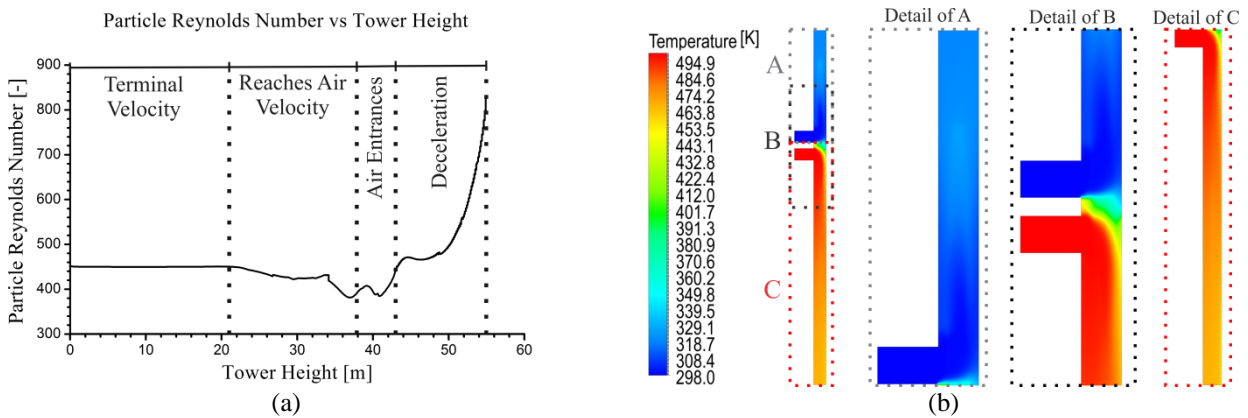 Particle Reynolds Number vs Tower Height
900
800
700
600
500
400
300
Particle Reynolds Number [-]
Terminal
Velocity
Reaches Air
Velocity
Air Entrances
Deceleration
0
10
20
30
40
50
60
Tower Height [m]
(a)
Temperature[K]
494.9
484.6
474.2
463.8
453.5
443.1
432.8
422.4
412.0
401.7
391.3
380.9
370.6
360.2
349.8
339.5
329.1
318.7
308.4
298.0
A
B
C
Detail of A
Detail of B
Detail of C
(b)